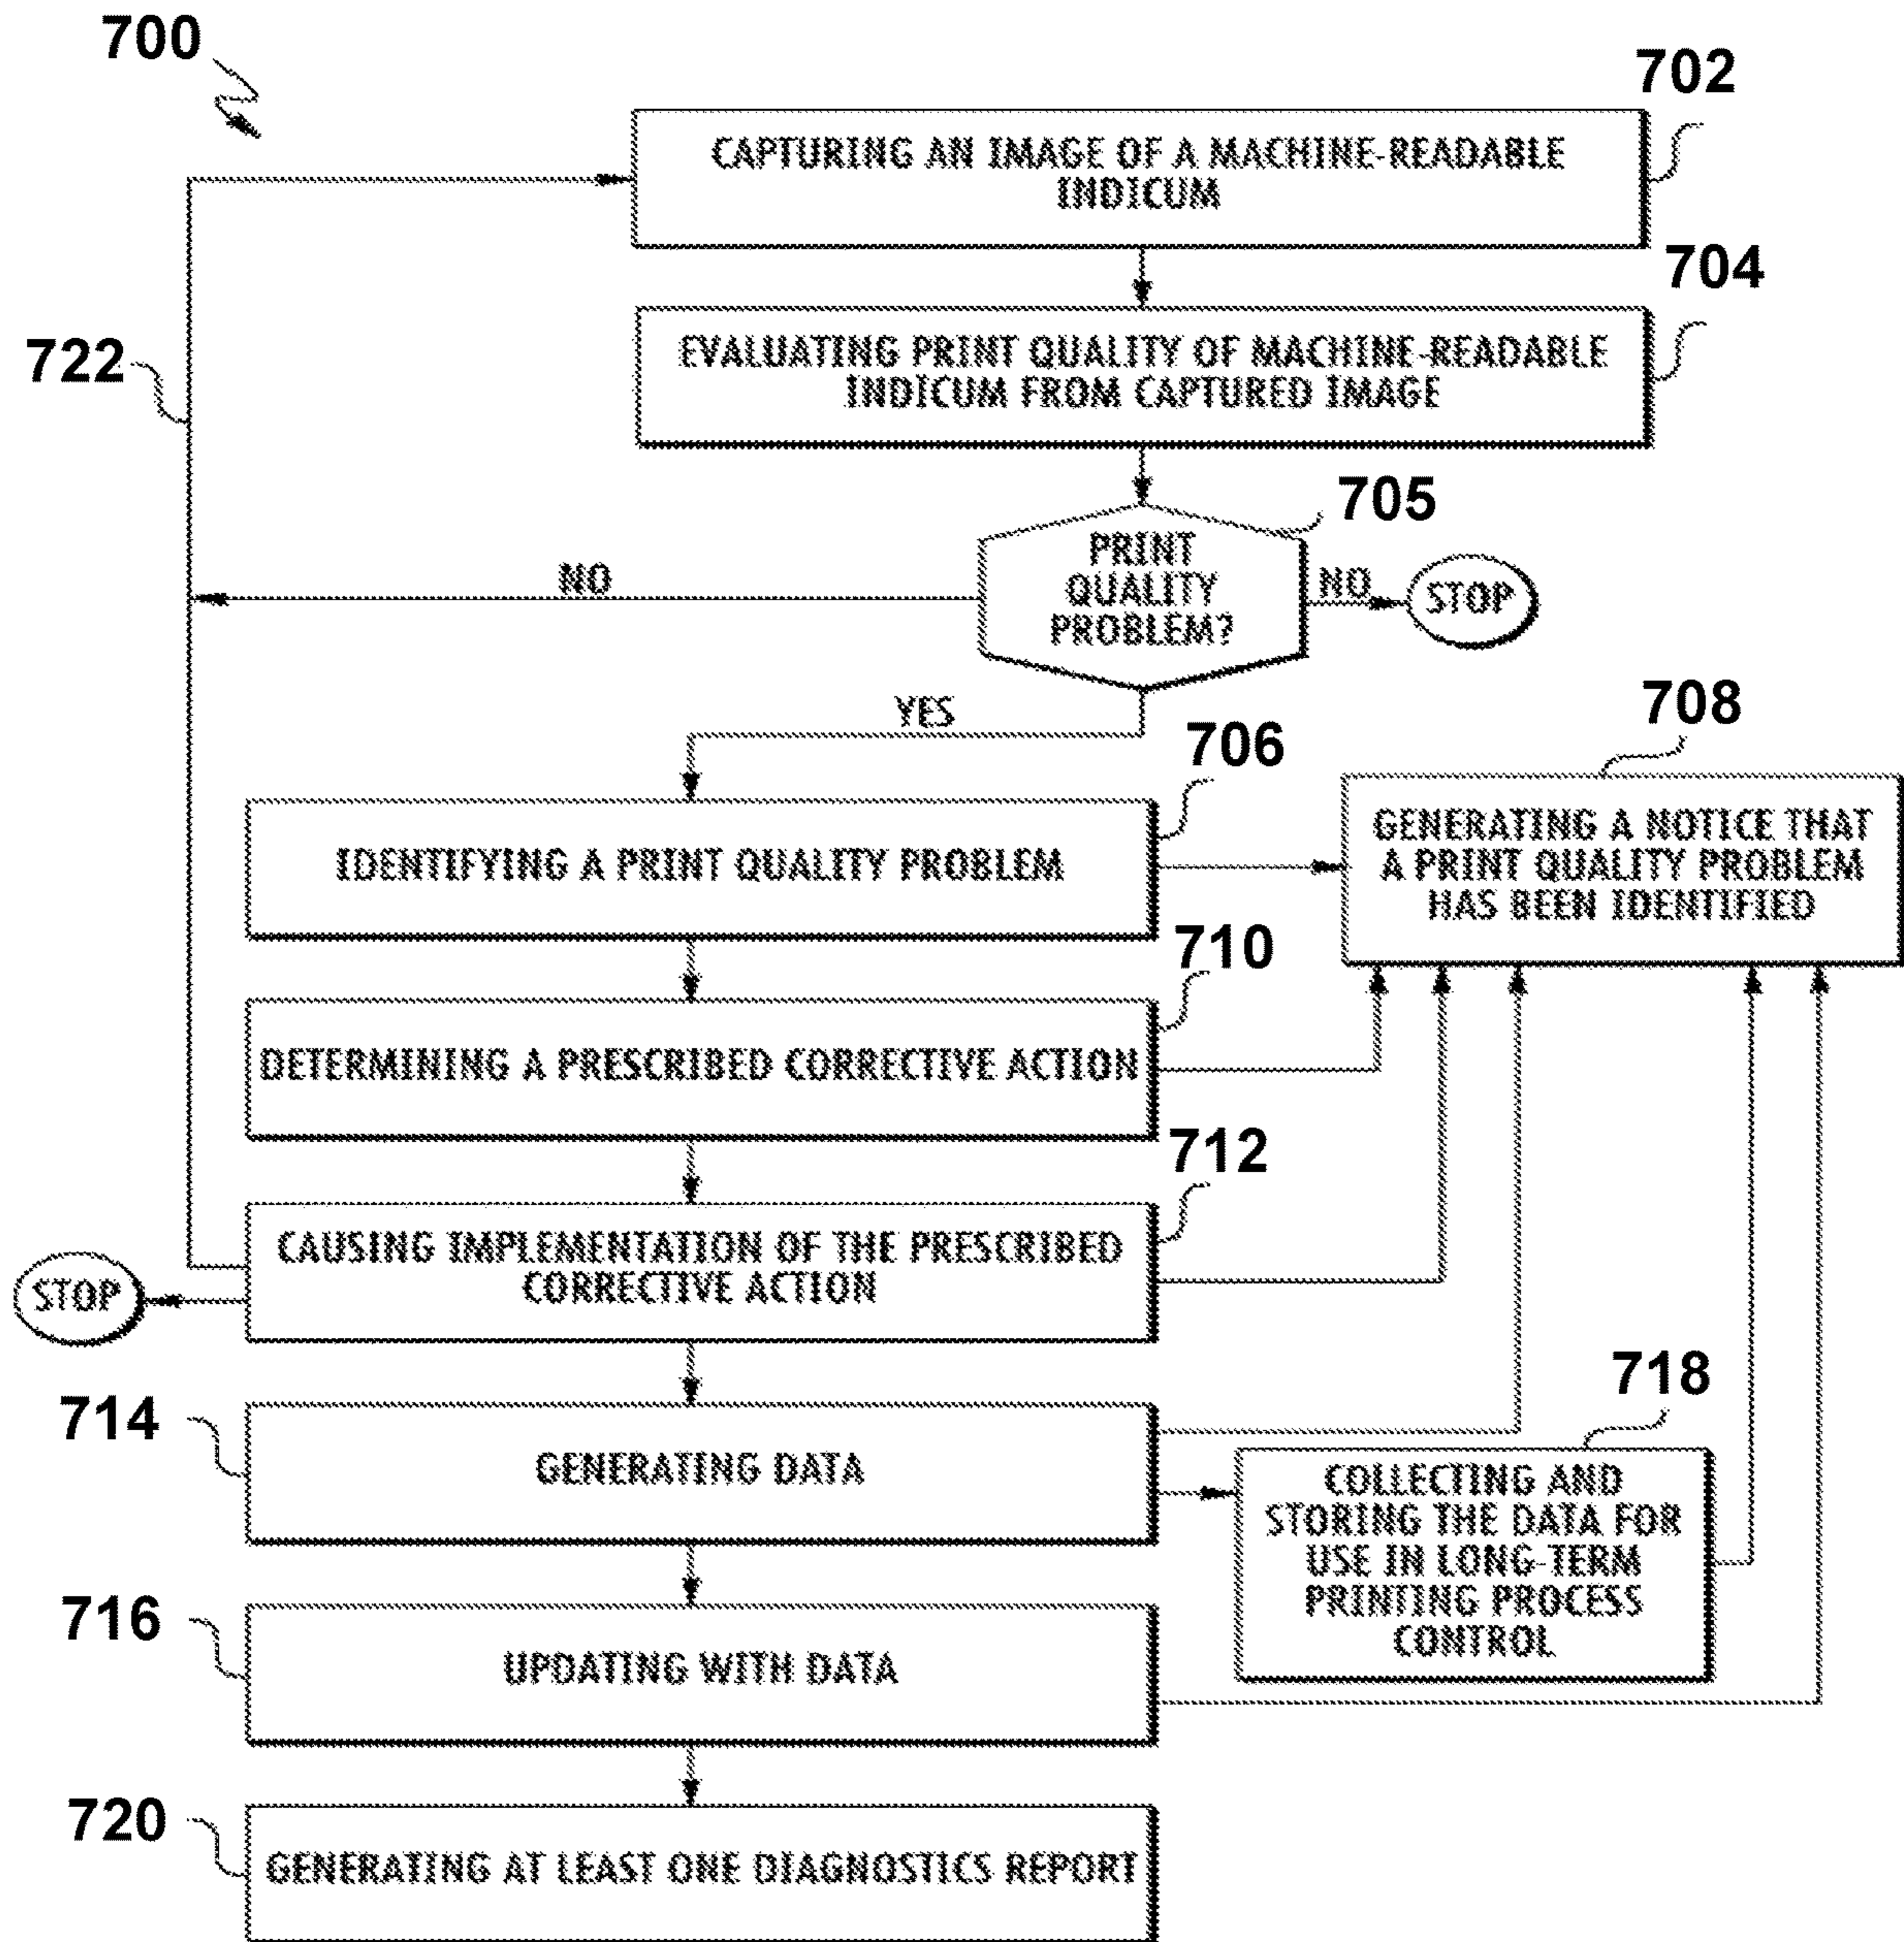 700
702
CAPTURING AN IMAGE OF A MACHINE-READABLE
INDICUM
704
EVALUATING PRINT QUALITY OF MACHINE-READABLE
INDICUM FROM CAPTURED IMAGE
722
705
PRINT
QUALITY
PROBLEM?
NO
NO
STOP
YES
706
708
IDENTIFYING A PRINT QUALITY PROBLEM
GENERATING A NOTICE THAT
A PRINT QUALITY PROBLEM
HAS BEEN IDENTIFIED
710
DETERMINING A PRESCRIBED CORRECTIVE ACTION
712
CAUSING IMPLEMENTATION OF THE PRESCRIBED
CORRECTIVE ACTION
STOP
714
GENERATING DATA
718
COLLECTING AND
STORING THE DATA FOR
USE IN LONG-TERM
PRINTING PROCESS
CONTROL
716
UPDATING WITH DATA
720
GENERATING AT LEAST ONE DIAGNOSTICS REPORT